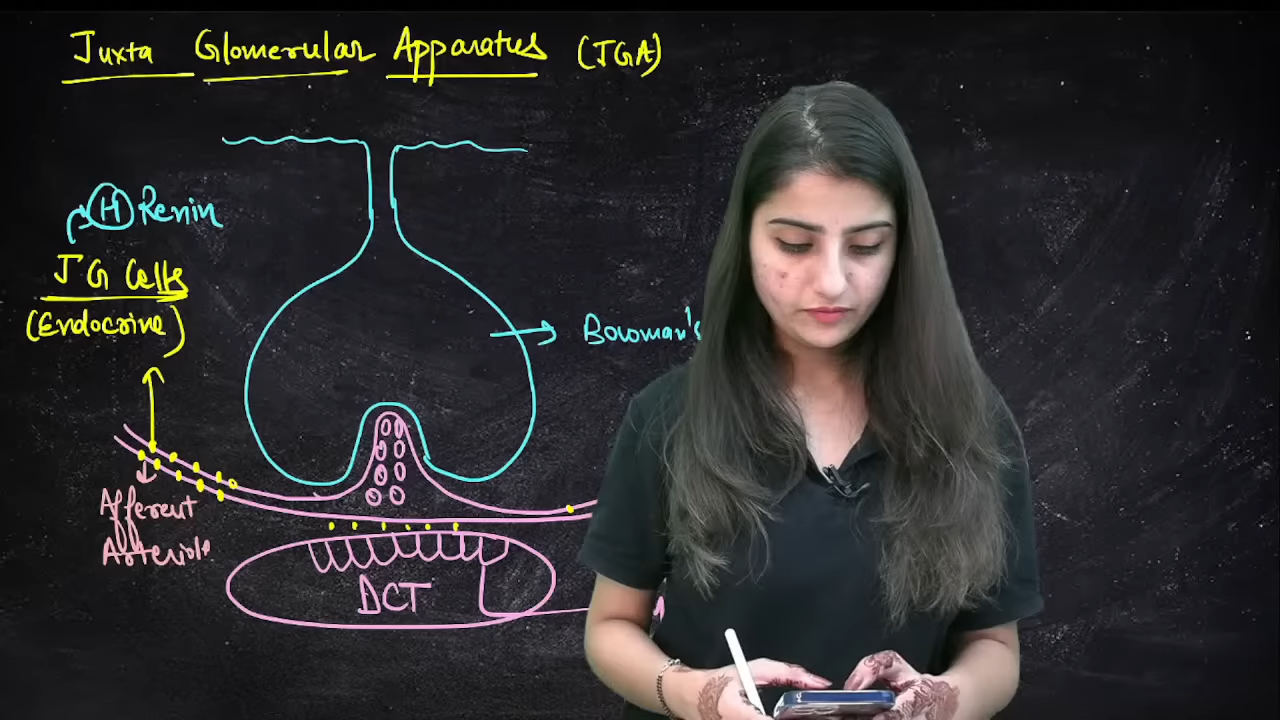 Juxta Glomerular Apparatus (JGA)
(H) Renin
JG Cells
(Endocrine)
Bowman's
Afferent
Arteriole
DCT